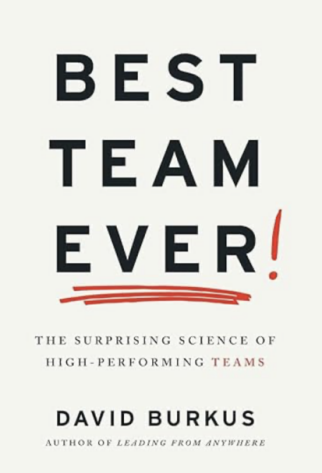 BEST
TEAM
EVER!
THE SURPRISING SCIENCE OF
HIGH-PERFORMING TEAMS
DAVID BURKUS
AUTHOR OF LEADING FROM ANYWHERE